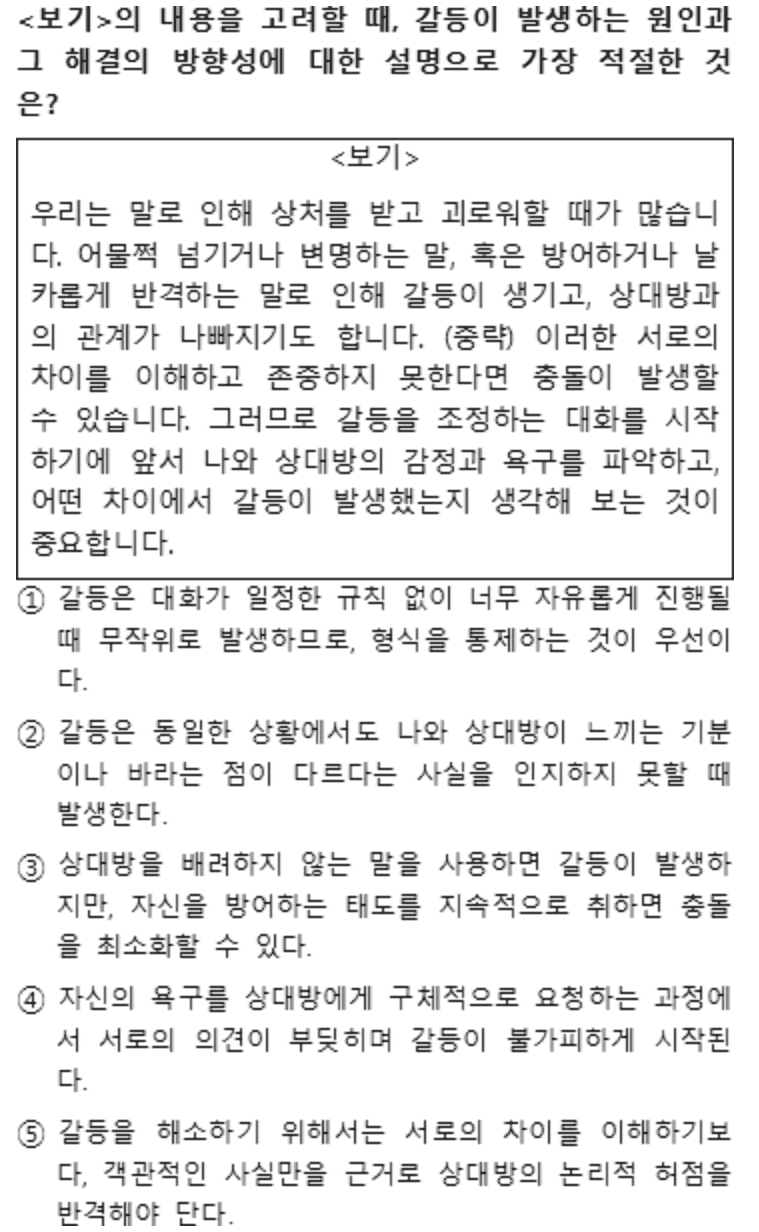 <보기>의 내용을 고려할 때, 갈등이 발생하는 원인과
그 해결의 방향성에 대한 설명으로 가장 적절한 것
은?
<보기>
우리는 말로 인해 상처를 받고 괴로워할 때가 많습니
다. 어물쩍 넘기거나 변명하는 말, 혹은 방어하거나 날
카롭게 반격하는 말로 인해 갈등이 생기고, 상대방과
의 관계가 나빠지기도 합니다. (중략) 이러한 서로의
차이를 이해하고 존중하지 못한다면 충돌이 발생할
수 있습니다. 그러므로 갈등을 조정하는 대화를 시작
하기에 앞서 나와 상대방의 감정과 욕구를 파악하고,
어떤 차이에서 갈등이 발생했는지 생각해 보는 것이
중요합니다.
① 갈등은 대화가 일정한 규칙 없이 너무 자유롭게 진행될
때 무작위로 발생하므로, 형식을 통제하는 것이 우선이
다.
② 갈등은 동일한 상황에서도 나와 상대방이 느끼는 기분
이나 바라는 점이 다르다는 사실을 인지하지 못할 때
발생한다.
③ 상대방을 배려하지 않는 말을 사용하면 갈등이 발생하
지만, 자신을 방어하는 태도를 지속적으로 취하면 충돌
을 최소화할 수 있다.
④ 자신의 욕구를 상대방에게 구체적으로 요청하는 과정에
서 서로의 의견이 부딪히며 갈등이 불가피하게 시작된
다.
⑤ 갈등을 해소하기 위해서는 서로의 차이를 이해하기보
다, 객관적인 사실만을 근거로 상대방의 논리적 허점을
반격해야 단다.